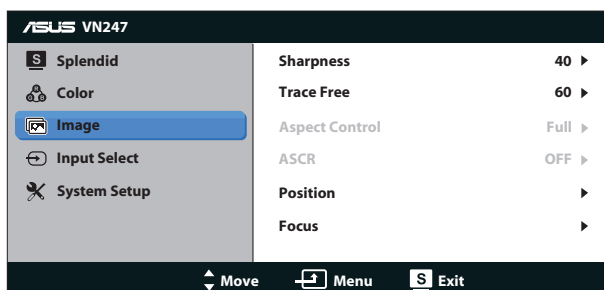 ASUS VN247
S Splendid
Color
Image
Input Select
System Setup
Sharpness 40
Trace Free 60
Aspect Control Full
ASCR OFF
Position
Focus
Move Menu S Exit